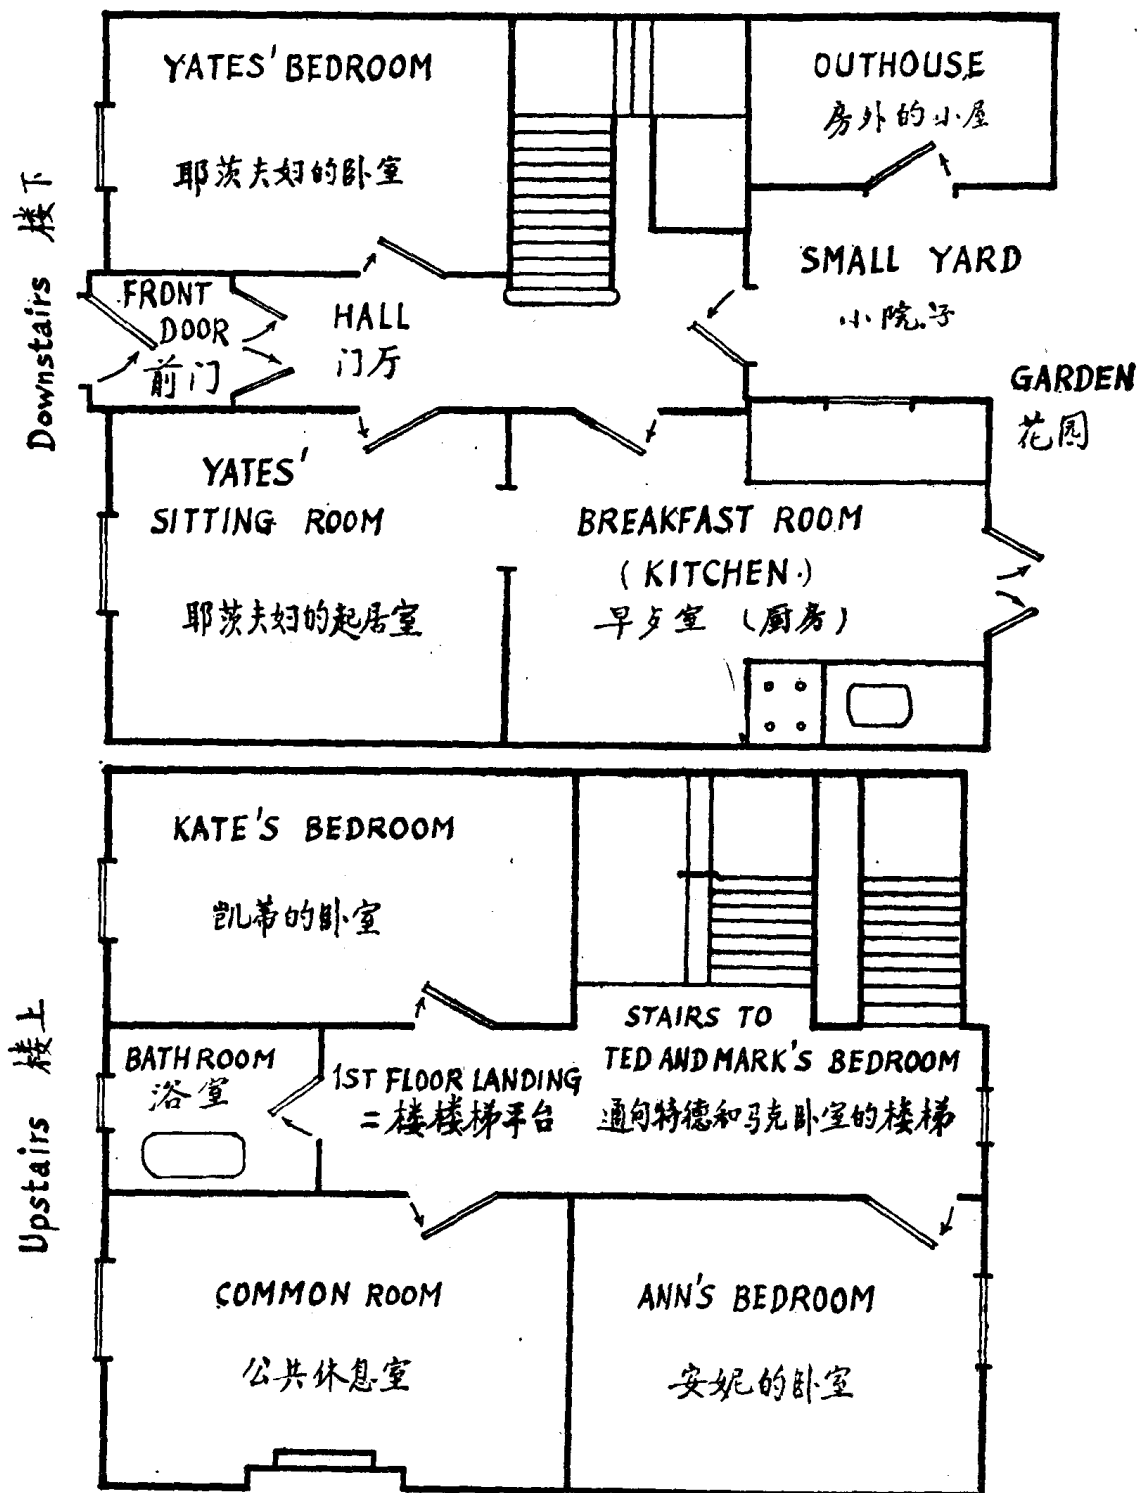 YATES' BEDROOM
耶茨夫妇的卧室
OUTHOUSE
房外的小屋
Downstairs 楼下
FRONT
DOOR
前门
HALL
门厅
SMALL YARD
小院子
GARDEN
花园
YATES'
SITTING ROOM
耶茨夫妇的起居室
BREAKFAST ROOM
(KITCHEN.)
早歺室 (厨房)
KATE'S BEDROOM
凯蒂的卧室
Upstairs 楼上
BATHROOM
浴室
1ST FLOOR LANDING
二楼楼梯平台
STAIRS TO
TED AND MARK'S BEDROOM
通向特德和马克卧室的楼梯
COMMON ROOM
公共休息室
ANN'S BEDROOM
安妮的卧室